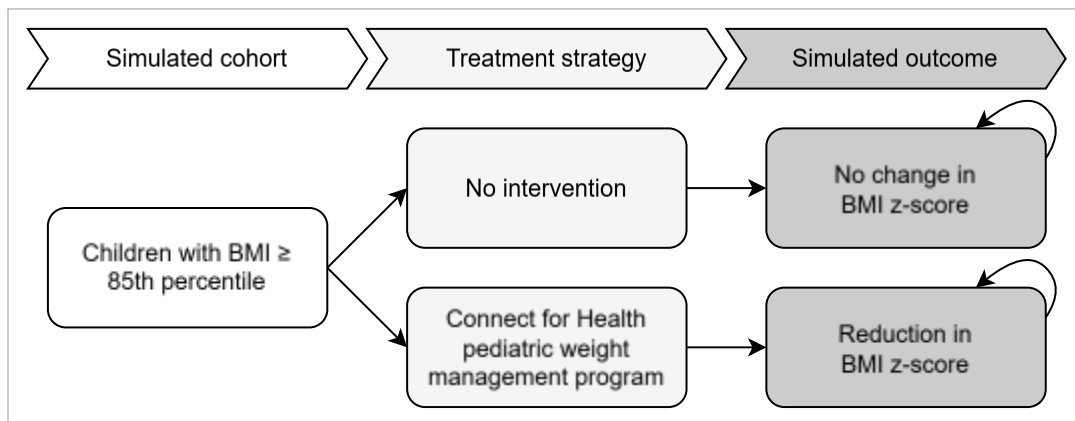 Simulated cohort
Treatment strategy
Simulated outcome
Children with BMI ≥
85th percentile
No intervention
No change in
BMI z-score
Connect for Health
pediatric weight
management program
Reduction in
BMI z-score